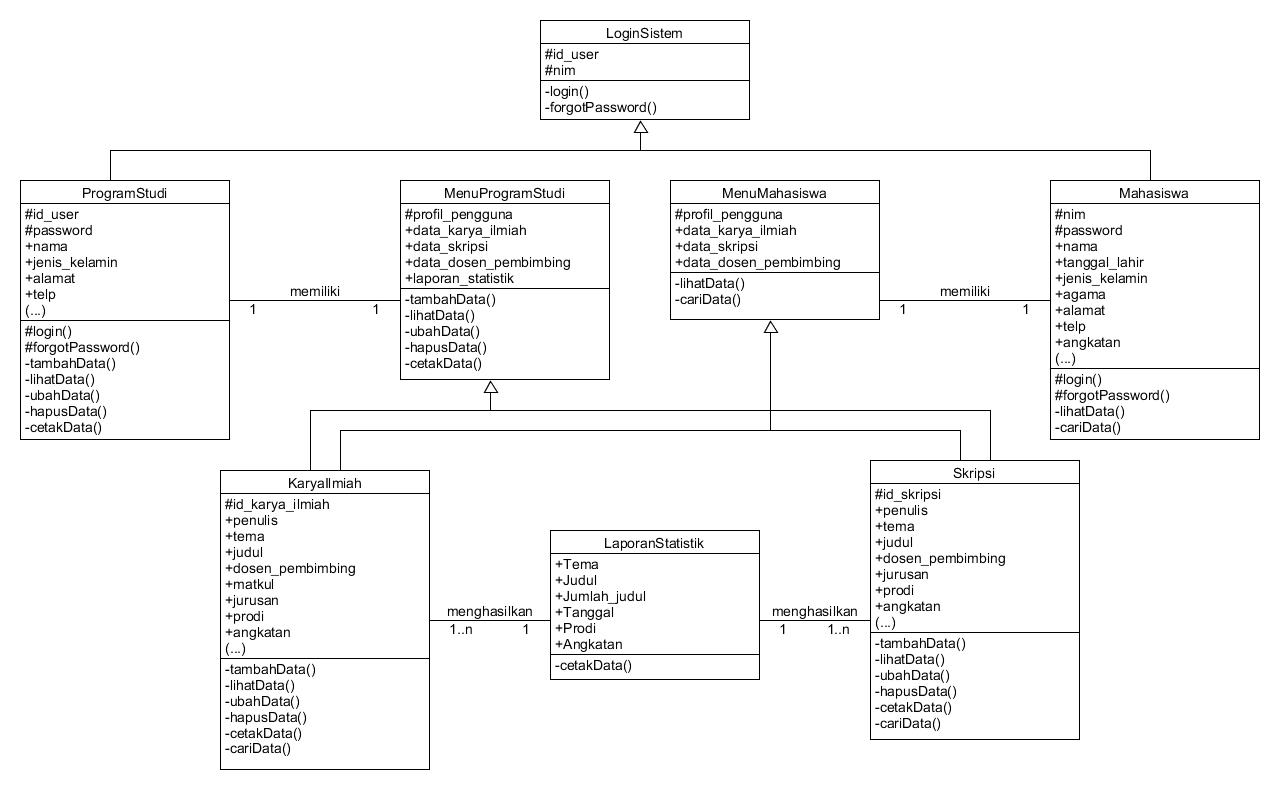 LoginSistem
#id_user
#nim
-login()
-forgotPassword()
ProgramStudi
#id_user
#password
+nama
+jenis_kelamin
+alamat
+telp
(...)
#login()
#forgotPassword()
-tambahData()
-lihatData()
-ubahData()
-hapusData()
-cetakData()
memiliki
1
1
MenuProgramStudi
#profil_pengguna
+data_karya_ilmiah
+data_skripsi
+data_dosen_pembimbing
+laporan_statistik
-tambahData()
-lihatData()
-ubahData()
-hapusData()
-cetakData()
MenuMahasiswa
#profil_pengguna
+data_karya_ilmiah
+data_skripsi
+data_dosen_pembimbing
-lihatData()
-cariData()
memiliki
1
1
Mahasiswa
#nim
#password
+nama
+tanggal_lahir
+jenis_kelamin
+agama
+alamat
+telp
+angkatan
(...)
#login()
#forgotPassword()
-lihatData()
-cariData()
KaryaIlmiah
#id_karya_ilmiah
+penulis
+tema
+judul
+dosen_pembimbing
+matkul
+jurusan
+prodi
+angkatan
(...)
-tambahData()
-lihatData()
-ubahData()
-hapusData()
-cetakData()
-cariData()
menghasilkan
1..n
1
LaporanStatistik
+Tema
+Judul
+Jumlah_judul
+Tanggal
+Prodi
+Angkatan
-cetakData()
menghasilkan
1
1..n
Skripsi
#id_skripsi
+penulis
+tema
+judul
+dosen_pembimbing
+jurusan
+prodi
+angkatan
(...)
-tambahData()
-lihatData()
-ubahData()
-hapusData()
-cetakData()
-cariData()